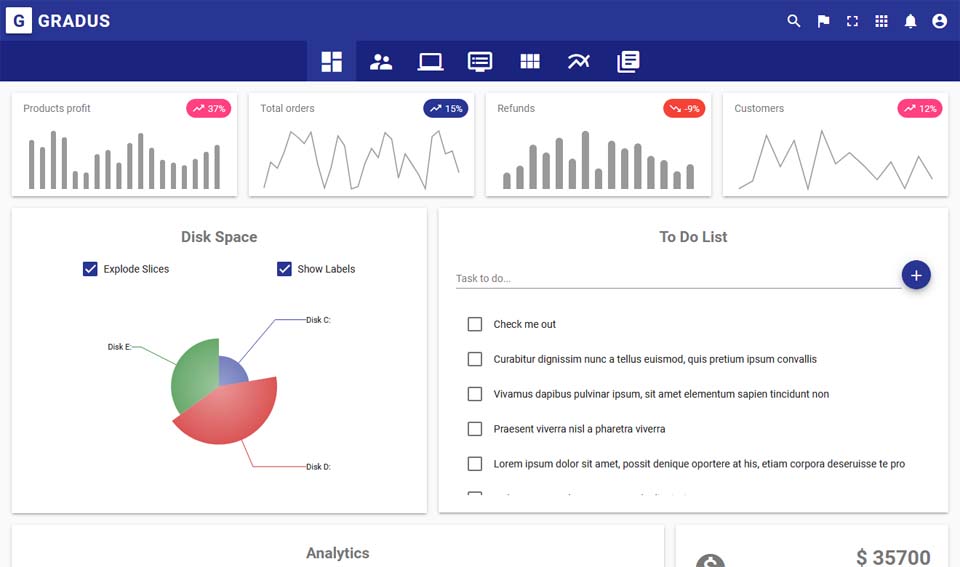 G GRADUS
Products profit
37%
Total orders
15%
Refunds
-9%
Customers
12%
Disk Space
Explode Slices
Show Labels
Disk C:
Disk E:
Disk D:
To Do List
Task to do...
Check me out
Curabitur dignissim nunc a tellus euismod, quis pretium ipsum convallis
Vivamus dapibus pulvinar ipsum, sit amet elementum sapien tincidunt non
Praesent viverra nisl a pharetra viverra
Lorem ipsum dolor sit amet, possit denique oportere at his, etiam corpora deseruisse te pro
Analytics
$ 35700